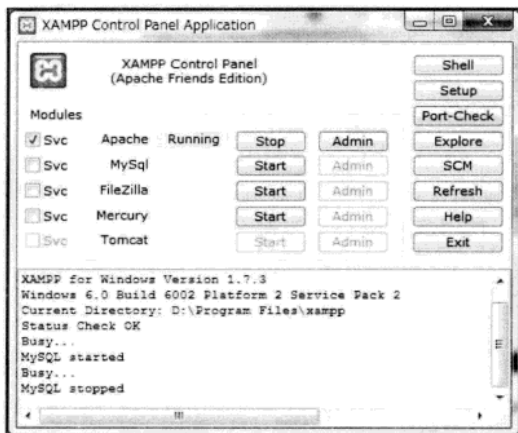 XAMPP Control Panel Application
XAMPP Control Panel
(Apache Friends Edition)
Shell
Setup
Modules
Port-Check
Svc Apache Running Stop Admin Explore
Svc MySql Start Admin SCM
Svc FileZilla Start Admin Refresh
Svc Mercury Start Admin Help
Svc Tomcat Start Admin Exit
XAMPP for Windows Version 1.7.3
Windows 6.0 Build 6002 Platform 2 Service Pack 2
Current Directory: D:\Program Files\xampp
Status Check OK
Busy...
MySQL started
Busy...
MySQL stopped